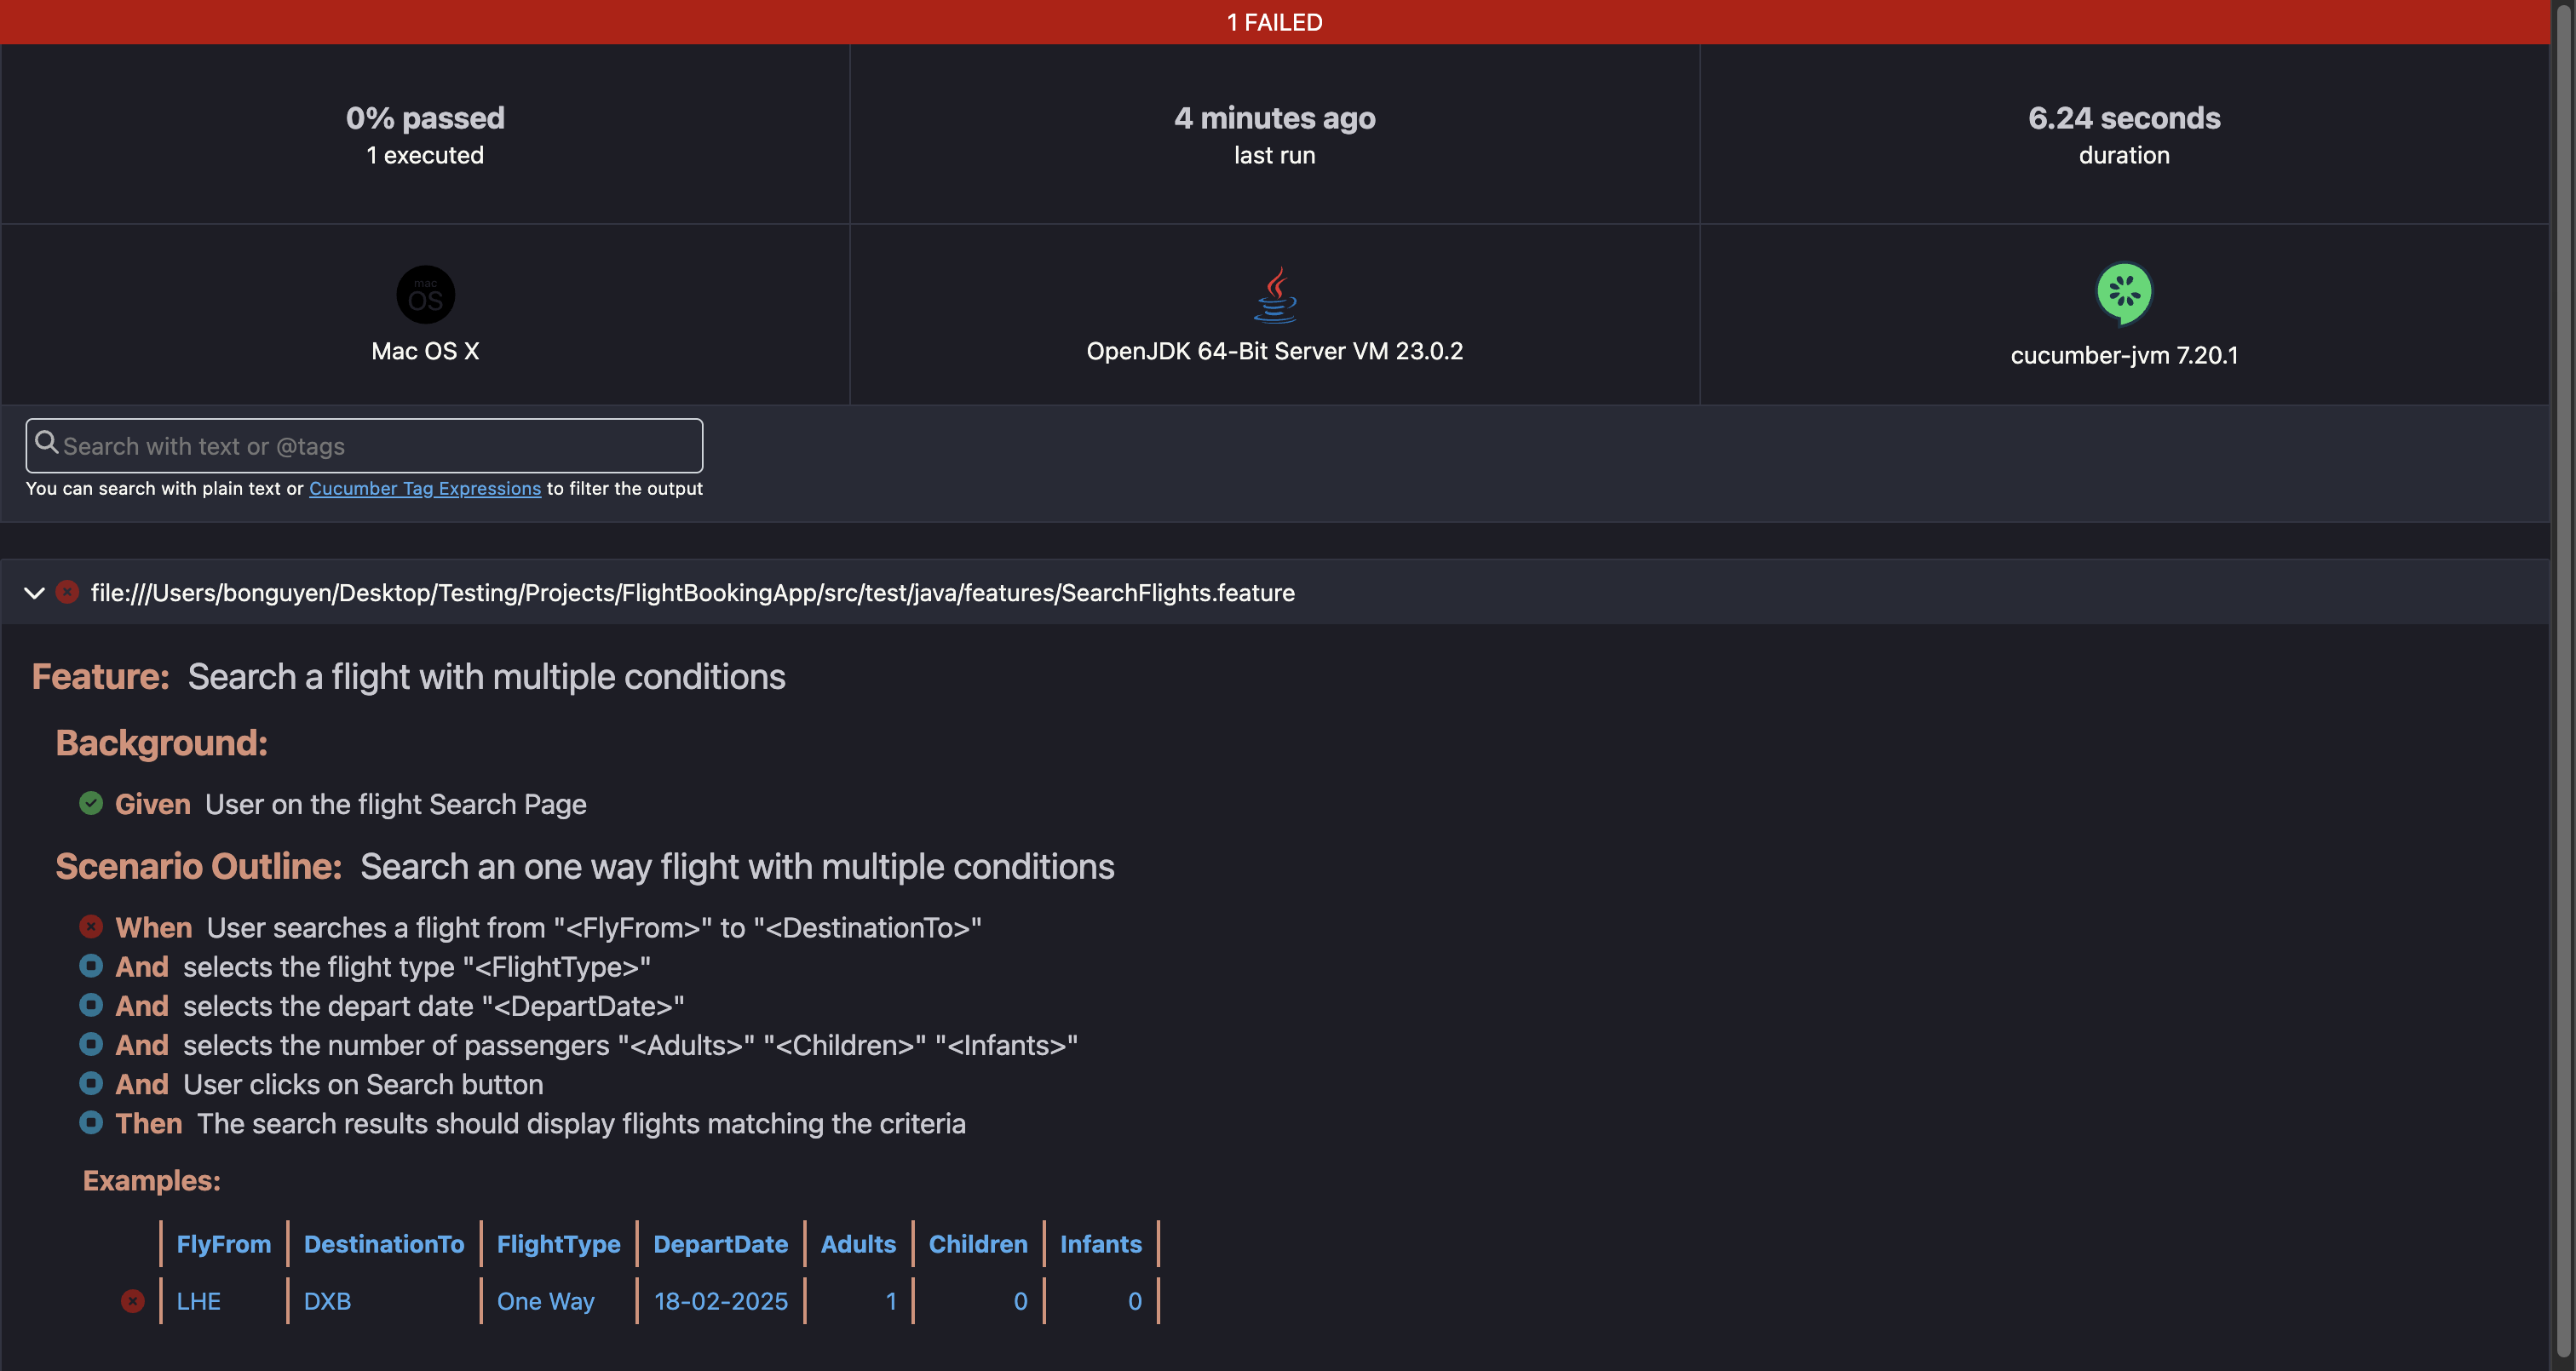 1 FAILED
0% passed
1 executed
4 minutes ago
last run
6.24 seconds
duration
mac
OS
Mac OS X
OpenJDK 64-Bit Server VM 23.0.2
cucumber-jvm 7.20.1
Search with text or @tags
You can search with plain text or Cucumber Tag Expressions to filter the output
file:///Users/bonguyen/Desktop/Testing/Projects/FlightBookingApp/src/test/java/features/SearchFlights.feature
Feature: Search a flight with multiple conditions
Background:
Given User on the flight Search Page
Scenario Outline: Search an one way flight with multiple conditions
When User searches a flight from "<FlyFrom>" to "<DestinationTo>"
And selects the flight type "<FlightType>"
And selects the depart date "<DepartDate>"
And selects the number of passengers "<Adults>" "<Children>" "<Infants>"
And User clicks on Search button
Then The search results should display flights matching the criteria
Examples:
FlyFrom DestinationTo FlightType DepartDate Adults Children Infants
LHE DXB One Way 18-02-2025 1 0 0